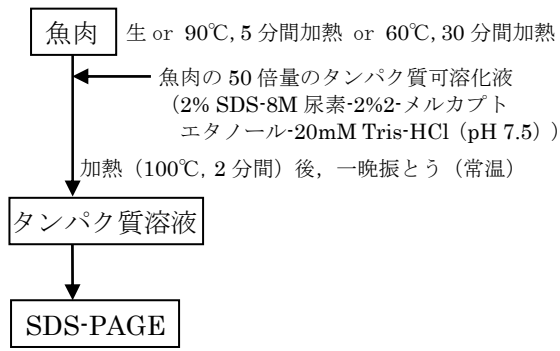 魚肉 生 or 90℃, 5 分間加熱 or 60℃, 30 分間加熱
魚肉の 50 倍量のタンパク質可溶化液
（2% SDS-8M 尿素-2%2-メルカプト
エタノール-20mM Tris-HCl（pH 7.5））
加熱（100℃, 2 分間）後，一晩振とう（常温）
タンパク質溶液
SDS-PAGE